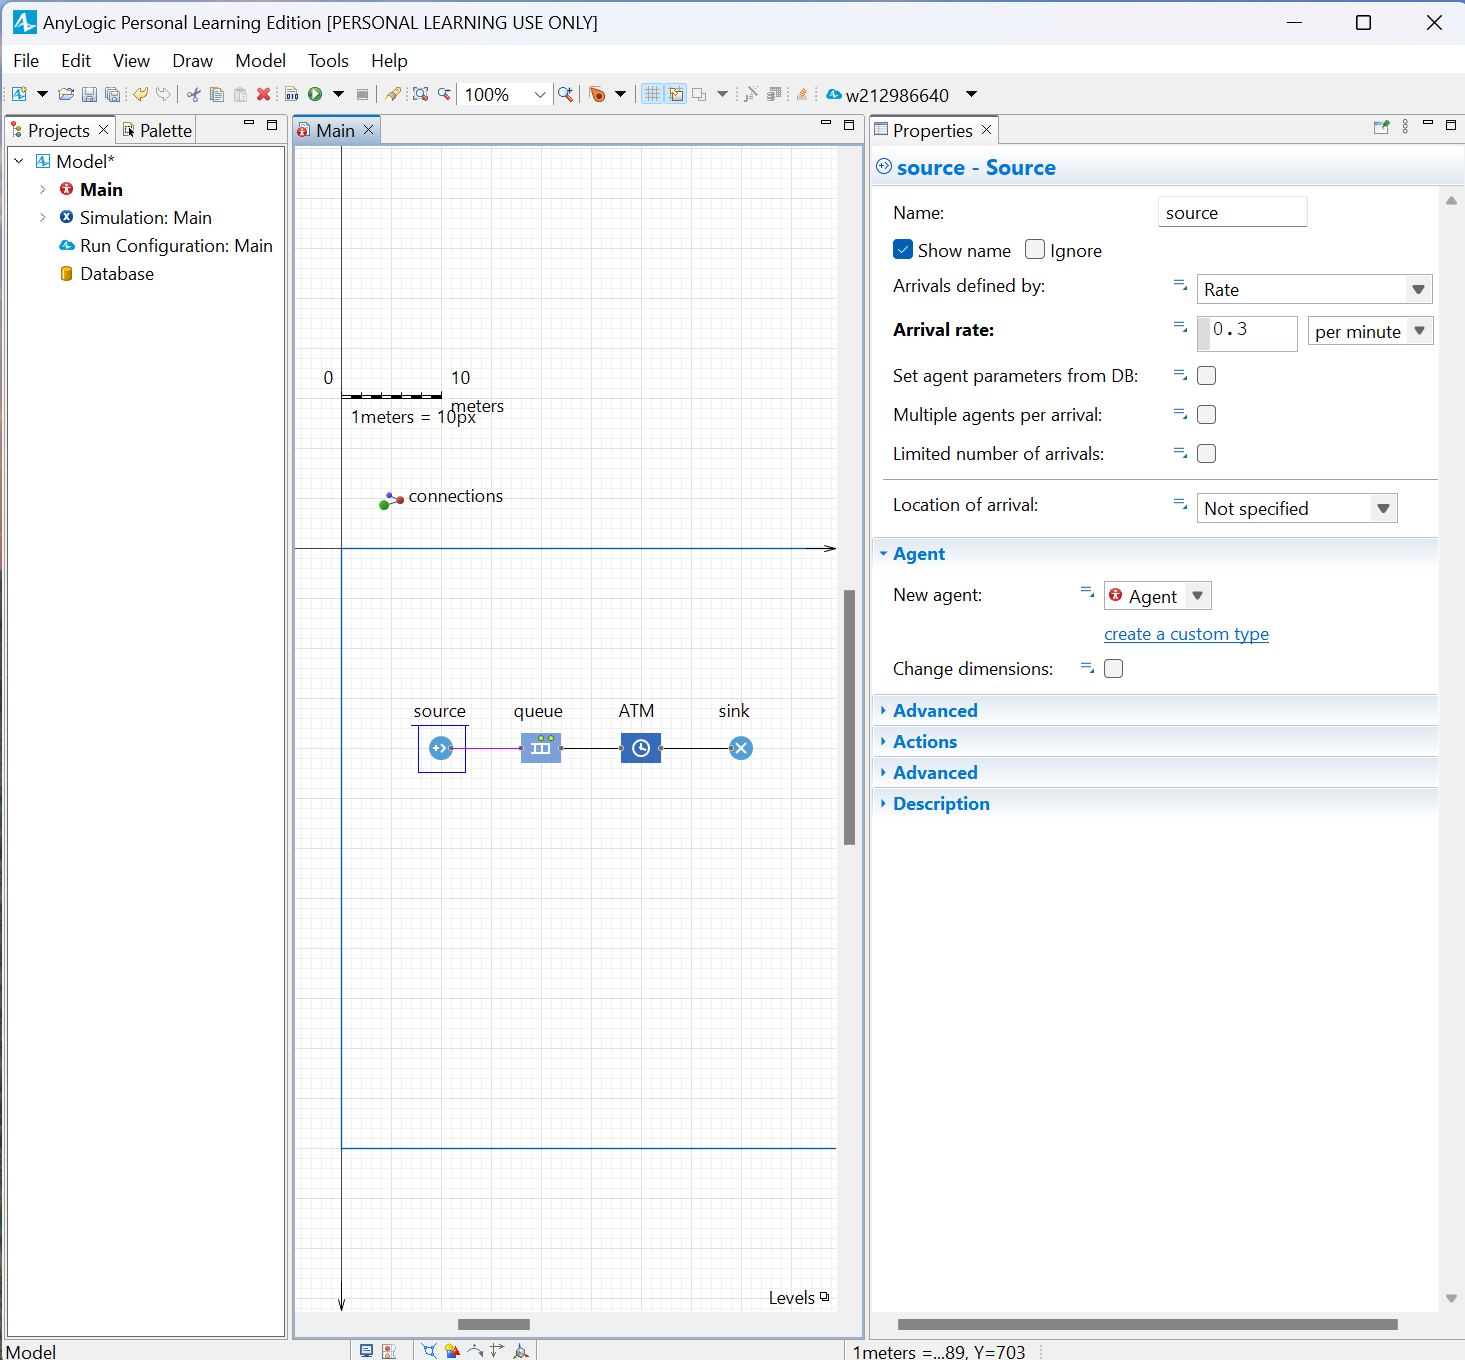 AnyLogic Personal Learning Edition [PERSONAL LEARNING USE ONLY]
File Edit View Draw Model Tools Help
100% w212986640
Projects Palette
Model*
Main
Simulation: Main
Run Configuration: Main
Database
Main
0 10
meters
1meters = 10px
connections
source queue ATM sink
Levels
Properties
source - Source
Name: source
Show name Ignore
Arrivals defined by: Rate
Arrival rate: 0.3 per minute
Set agent parameters from DB:
Multiple agents per arrival:
Limited number of arrivals:
Location of arrival: Not specified
Agent
New agent: Agent
create a custom type
Change dimensions:
Advanced
Actions
Advanced
Description
Model 1meters =...89, Y=703